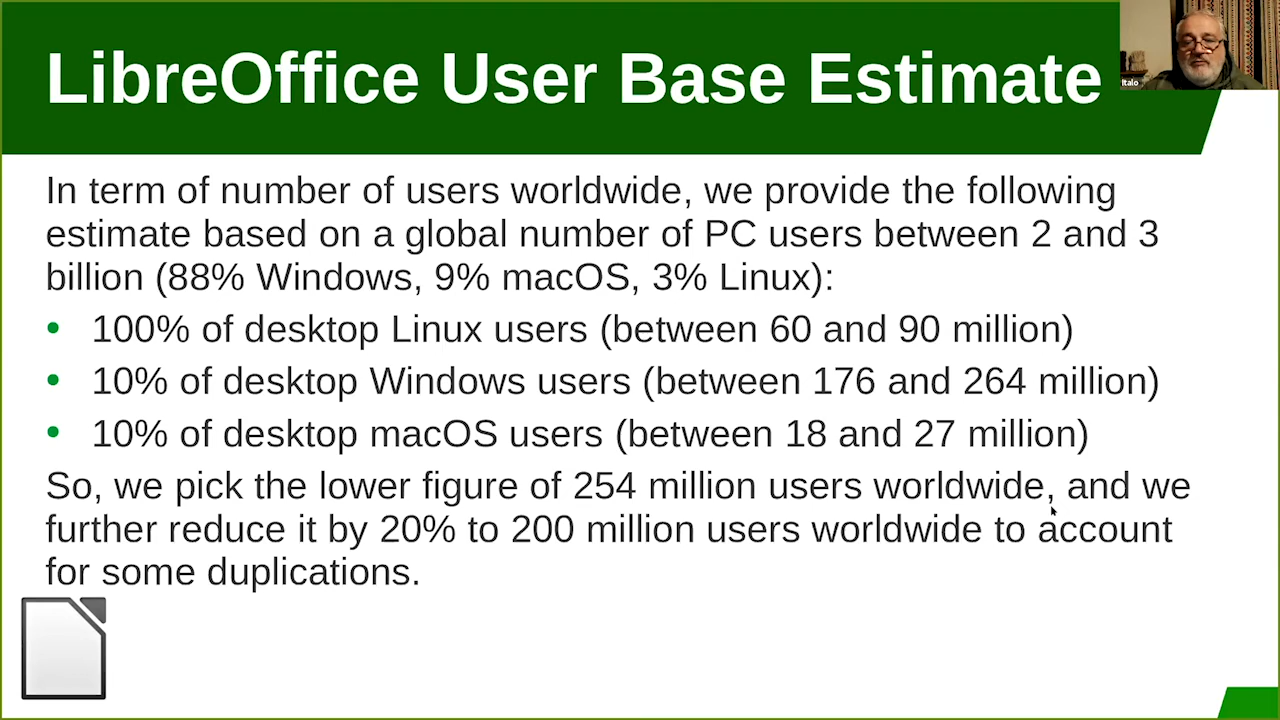 LibreOffice User Base Estimate
Italo
In term of number of users worldwide, we provide the following
estimate based on a global number of PC users between 2 and 3
billion (88% Windows, 9% macOS, 3% Linux):
• 100% of desktop Linux users (between 60 and 90 million)
• 10% of desktop Windows users (between 176 and 264 million)
• 10% of desktop macOS users (between 18 and 27 million)
So, we pick the lower figure of 254 million users worldwide, and we
further reduce it by 20% to 200 million users worldwide to account
for some duplications.